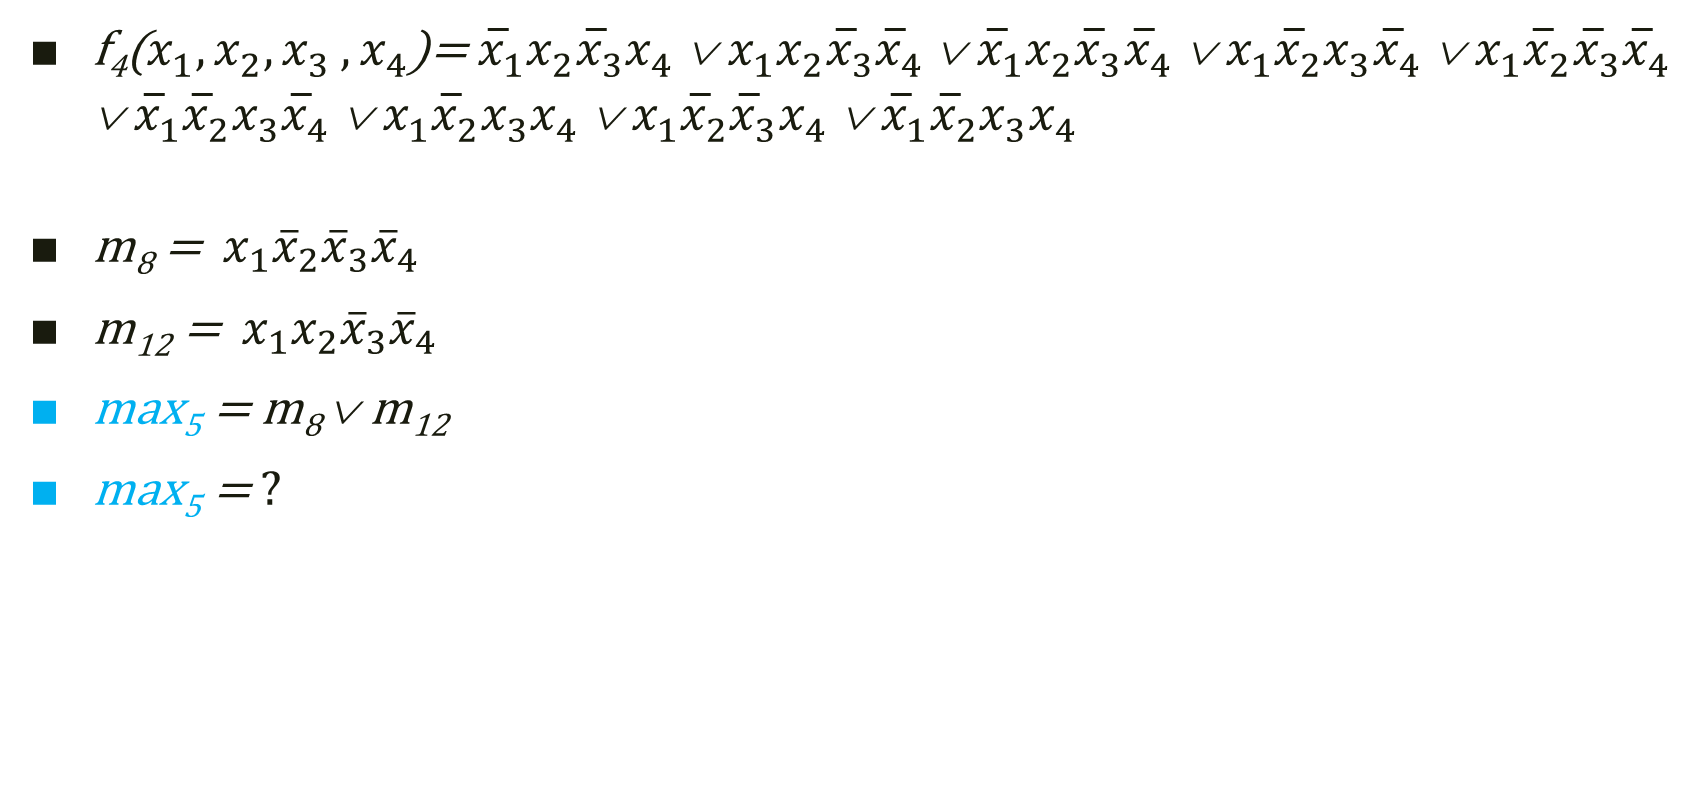 f₄(x₁, x₂, x₃ , x₄)= x̄₁x₂x̄₃x₄ ∨ x₁x₂x̄₃x̄₄ ∨ x̄₁x₂x̄₃x̄₄ ∨ x₁x̄₂x₃x̄₄ ∨ x₁x̄₂x̄₃x̄₄
∨ x̄₁x̄₂x₃x̄₄ ∨ x₁x̄₂x₃x₄ ∨ x₁x̄₂x̄₃x₄ ∨ x̄₁x̄₂x₃x₄
m₈ = x₁x̄₂x̄₃x̄₄
m₁₂ = x₁x₂x̄₃x̄₄
max₅ = m₈ ∨ m₁₂
max₅ = ?